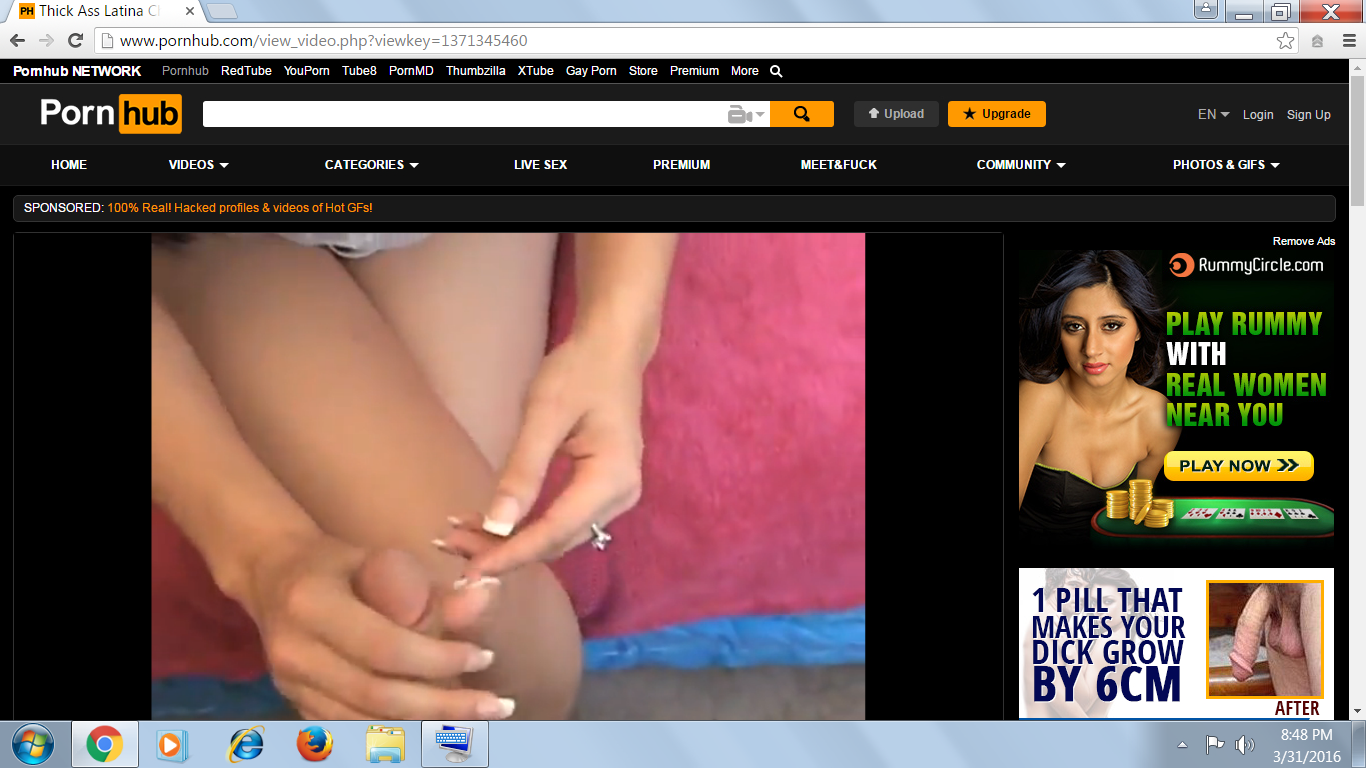 PH Thick Ass Latina C
www.pornhub.com/view_video.php?viewkey=1371345460
Pornhub NETWORK Pornhub RedTube YouPorn Tube8 PornMD Thumbzilla XTube Gay Porn Store Premium More
Porn hub
Upload
Upgrade
EN Login Sign Up
HOME VIDEOS CATEGORIES LIVE SEX PREMIUM MEET&FUCK COMMUNITY PHOTOS & GIFS
SPONSORED: 100% Real! Hacked profiles & videos of Hot GFs!
Remove Ads
RummyCircle.com
PLAY RUMMY
WITH
REAL WOMEN
NEAR YOU
PLAY NOW >>
1 PILL THAT
MAKES YOUR
DICK GROW
BY 6CM
AFTER
8:48 PM
3/31/2016